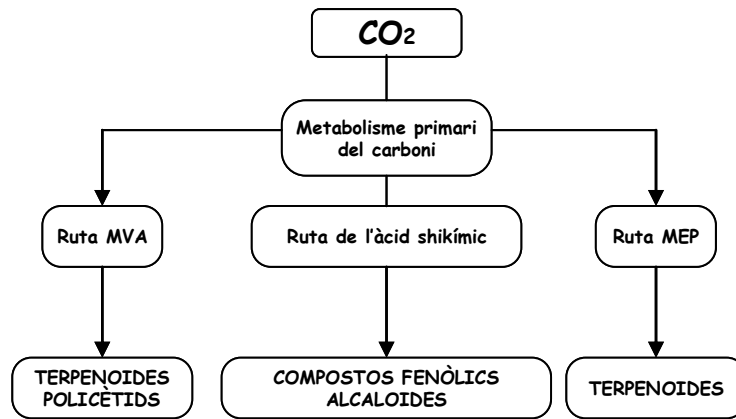 CO2
Metabolisme primari
del carboni
Ruta MVA
Ruta de l'àcid shikímic
Ruta MEP
TERPENOIDES
POLICÈTIDS
COMPOSTOS FENÒLICS
ALCALOIDES
TERPENOIDES